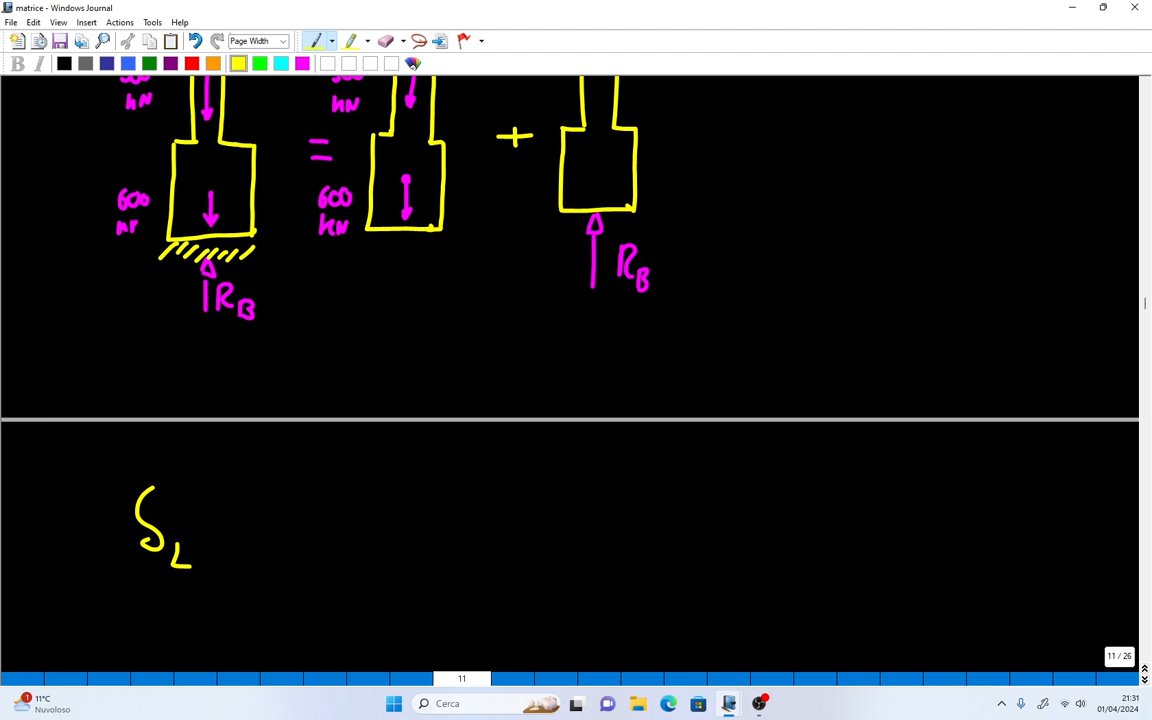 matrice - Windows Journal
File Edit View Insert Actions Tools Help
Page Width
B I
kN
kN
=
+
600
600
kN
R_B
R_B
S_L
11 / 26
11
11°C
Nuvoloso
1
Cerca
21:31
01/04/2024